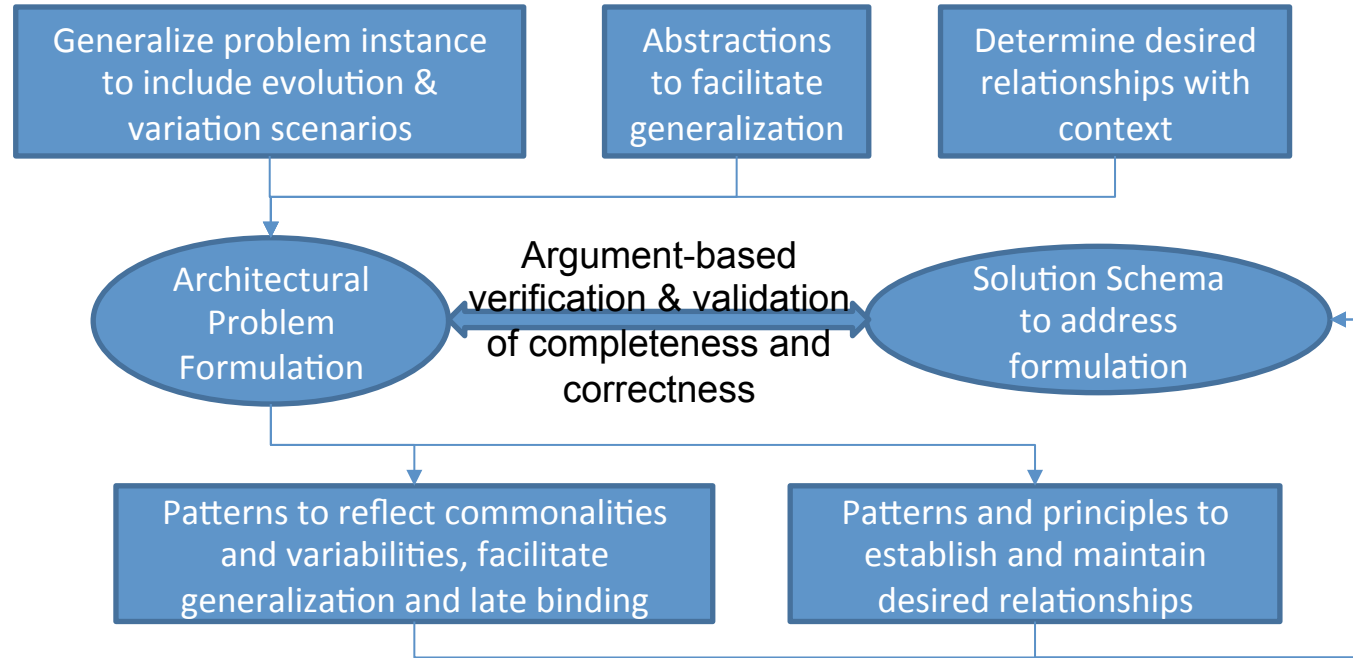 Generalize problem instance
to include evolution &
variation scenarios
Abstractions
to facilitate
generalization
Determine desired
relationships with
context
Architectural
Problem
Formulation
Argument-based
verification & validation
of completeness and
correctness
Solution Schema
to address
formulation
Patterns to reflect commonalities
and variabilities, facilitate
generalization and late binding
Patterns and principles to
establish and maintain
desired relationships